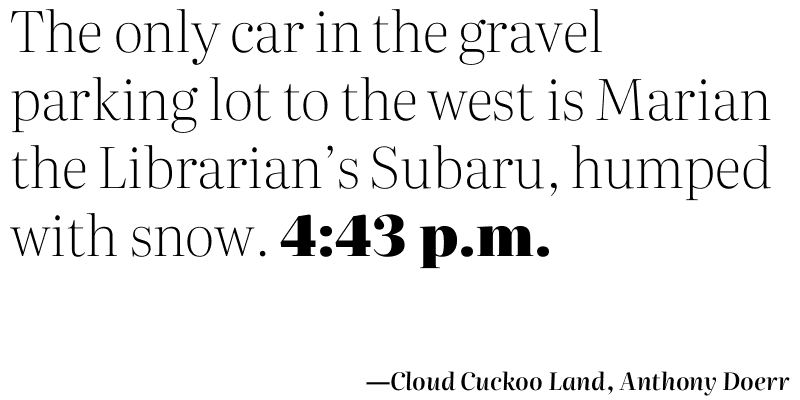 The only car in the gravel
parking lot to the west is Marian
the Librarian’s Subaru, humped
with snow. 4:43 p.m.
—Cloud Cuckoo Land, Anthony Doerr